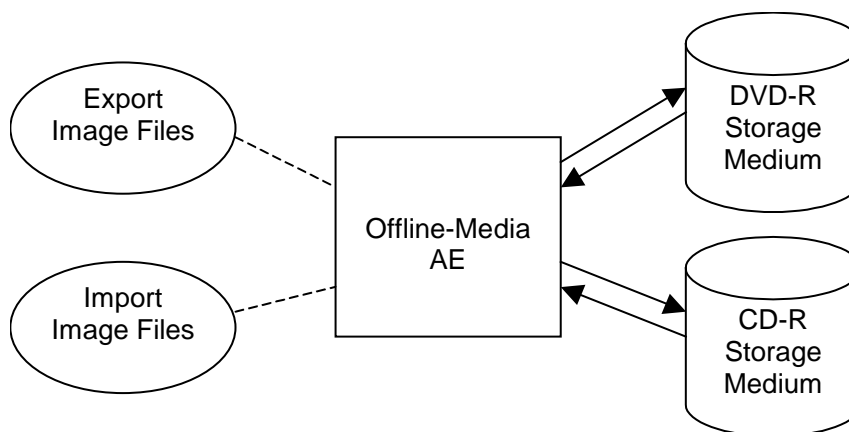 Export
Image Files
Import
Image Files
Offline-Media
AE
DVD-R
Storage
Medium
CD-R
Storage
Medium